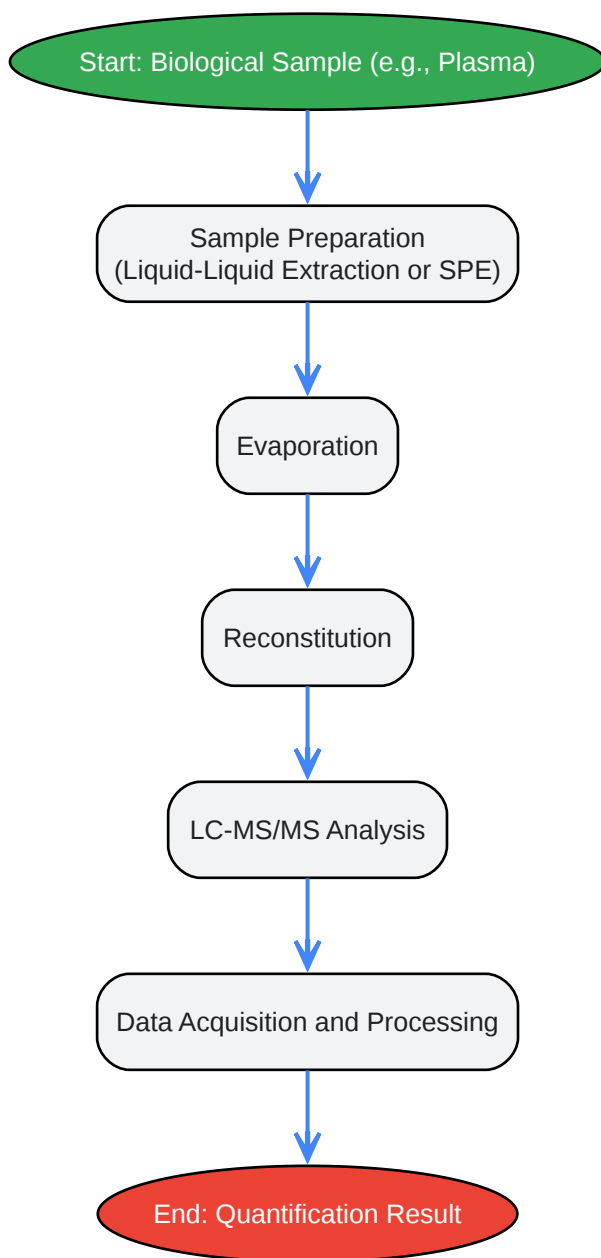 Start: Biological Sample (e.g., Plasma)
Sample Preparation
(Liquid-Liquid Extraction or SPE)
Evaporation
Reconstitution
LC-MS/MS Analysis
Data Acquisition and Processing
End: Quantification Result